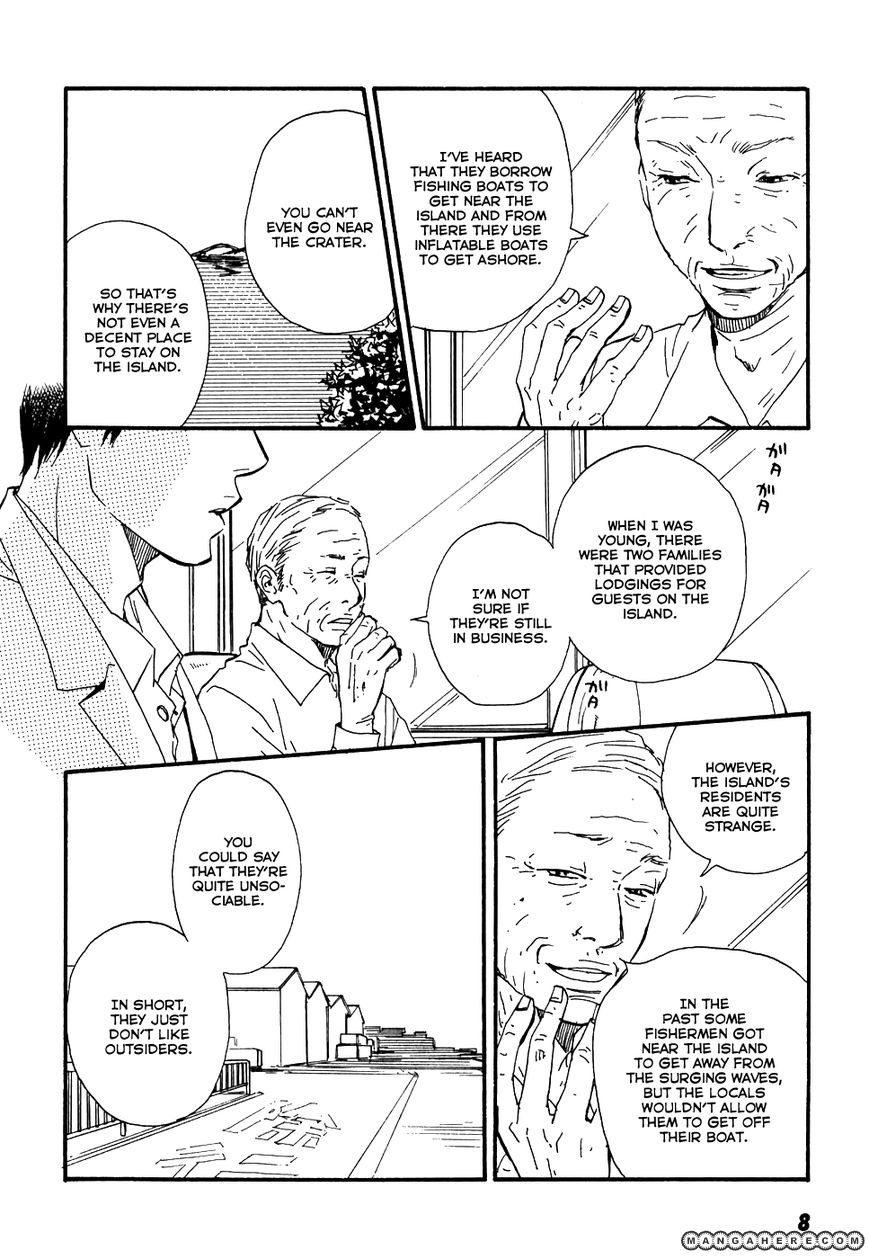 I'VE HEARD
THAT THEY BORROW
FISHING BOATS TO
GET NEAR THE
ISLAND AND FROM
THERE THEY USE
INFLATABLE BOATS
TO GET ASHORE.
YOU CAN'T
EVEN GO NEAR
THE CRATER.
SO THAT'S
WHY THERE'S
NOT EVEN A
DECENT PLACE
TO STAY ON
THE ISLAND.
ガタ
ガタ
WHEN I WAS
YOUNG, THERE
WERE TWO FAMILIES
THAT PROVIDED
LODGINGS FOR
GUESTS ON THE
ISLAND.
I'M NOT
SURE IF
THEY'RE STILL
IN BUSINESS.
ガタ
HOWEVER,
THE ISLAND'S
RESIDENTS
ARE QUITE
STRANGE.
IN THE
PAST SOME
FISHERMEN GOT
NEAR THE ISLAND
TO GET AWAY FROM
THE SURGING WAVES,
BUT THE LOCALS
WOULDN'T ALLOW
THEM TO GET OFF
THEIR BOAT.
YOU
COULD SAY
THAT THEY'RE
QUITE UNSO-
CIABLE.
IN SHORT,
THEY JUST
DON'T LIKE
OUTSIDERS.
8
MANGAHERE.COM